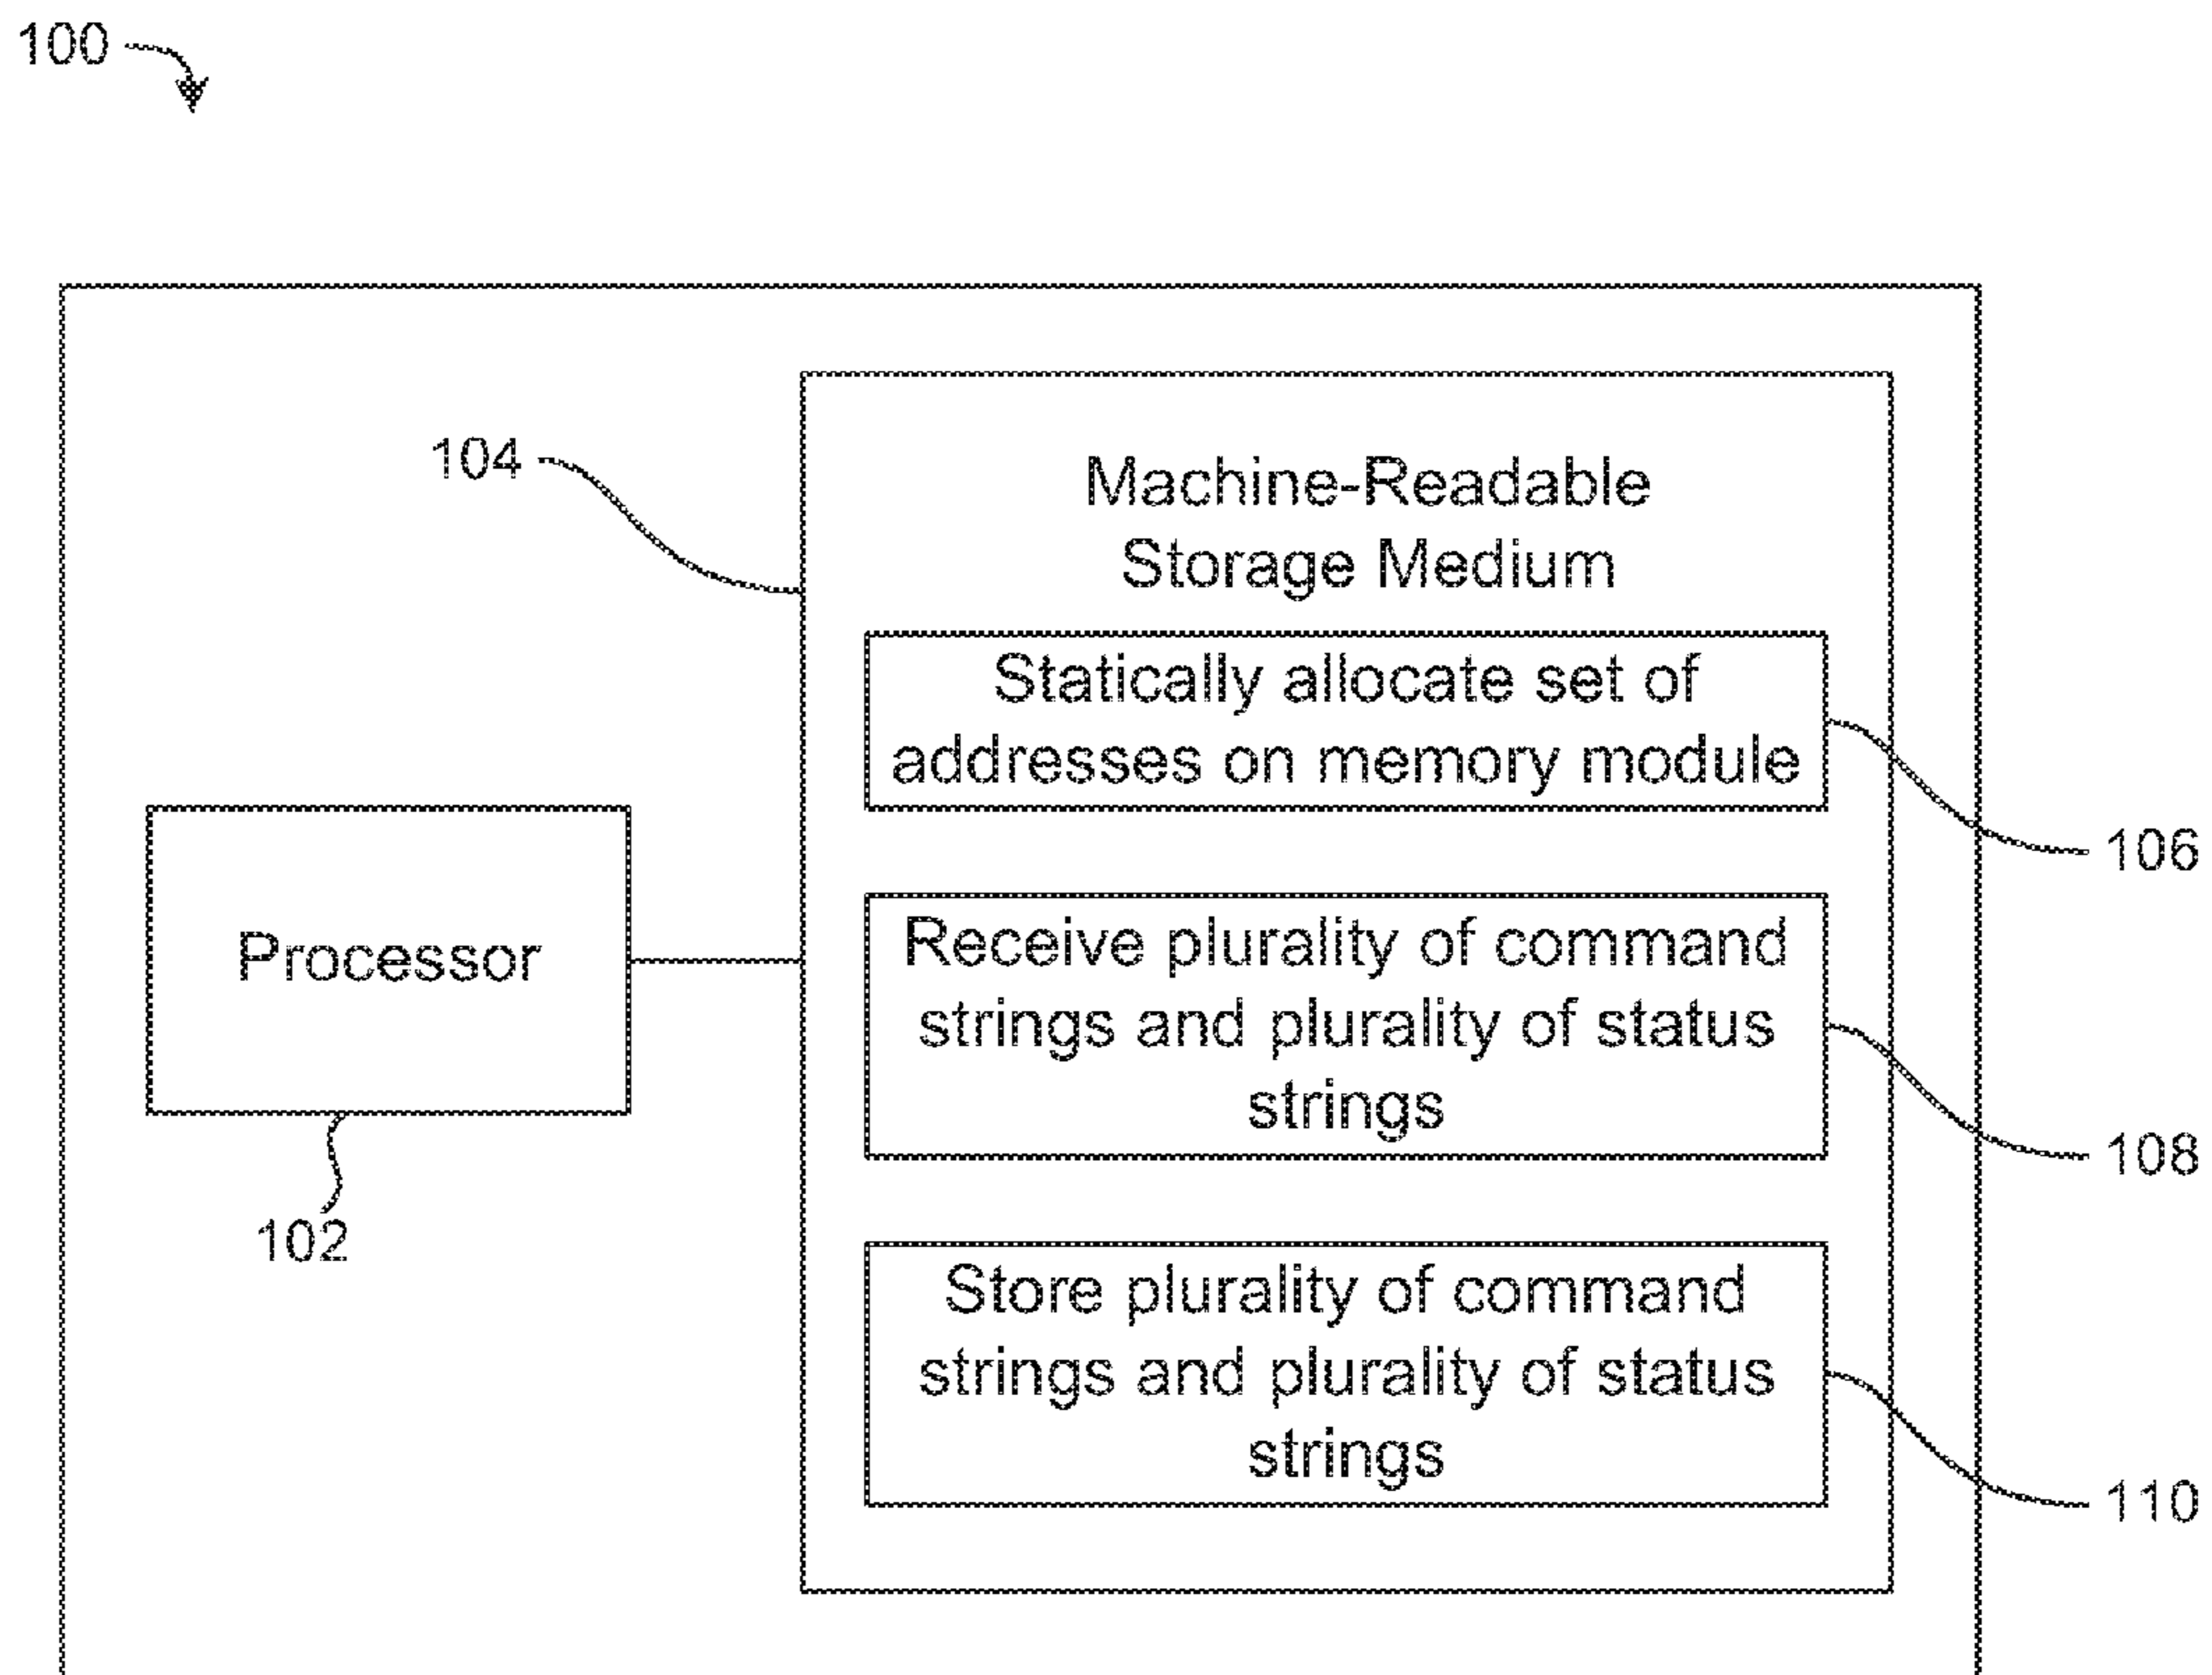 100
104
Machine-Readable
Storage Medium
Statically allocate set of
addresses on memory module
106
Processor
102
Receive plurality of command
strings and plurality of status
strings
108
Store plurality of command
strings and plurality of status
strings
110